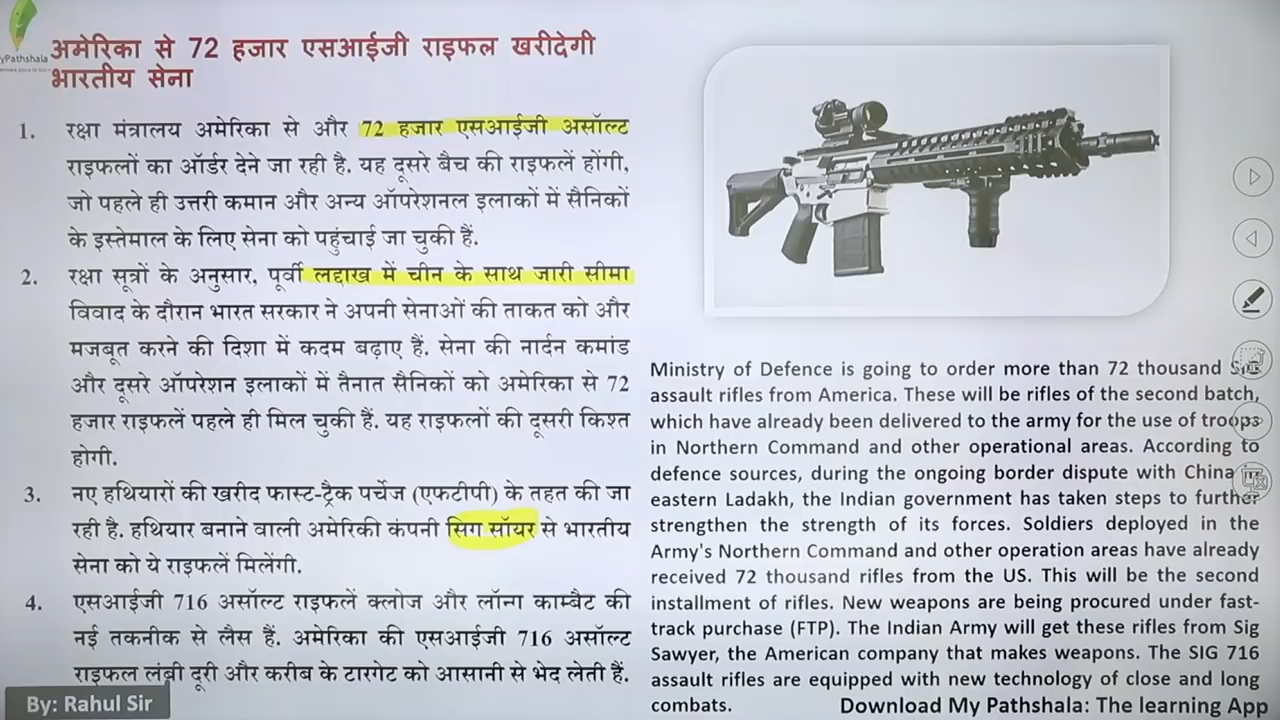 yPathshala
अमेरिका से 72 हजार एसआईजी राइफल खरीदेगी
भारतीय सेना
1. रक्षा मंत्रालय अमेरिका से और 72 हजार एसआईजी असॉल्ट
राइफलों का ऑर्डर देने जा रही है. यह दूसरे बैच की राइफलें होंगी,
जो पहले ही उत्तरी कमान और अन्य ऑपरेशनल इलाकों में सैनिकों
के इस्तेमाल के लिए सेना को पहुंचाई जा चुकी हैं.
2. रक्षा सूत्रों के अनुसार, पूर्वी लद्दाख में चीन के साथ जारी सीमा
विवाद के दौरान भारत सरकार ने अपनी सेनाओं की ताकत को और
मजबूत करने की दिशा में कदम बढ़ाए हैं. सेना की नार्दन कमांड
और दूसरे ऑपरेशन इलाकों में तैनात सैनिकों को अमेरिका से 72
हजार राइफलें पहले ही मिल चुकी हैं. यह राइफलों की दूसरी किश्त
होगी.
3. नए हथियारों की खरीद फास्ट-ट्रैक पर्चेज (एफटीपी) के तहत की जा
रही है. हथियार बनाने वाली अमेरिकी कंपनी सिग सॉयर से भारतीय
सेना को ये राइफलें मिलेंगी.
4. एसआईजी 716 असॉल्ट राइफलें क्लोज और लॉन्ग काम्बैट की
नई तकनीक से लैस हैं. अमेरिका की एसआईजी 716 असॉल्ट
राइफल लंबी दूरी और करीब के टारगेट को आसानी से भेद लेती हैं.
By: Rahul Sir
Ministry of Defence is going to order more than 72 thousand
assault rifles from America. These will be rifles of the second batch,
which have already been delivered to the army for the use of troops
in Northern Command and other operational areas. According to
defence sources, during the ongoing border dispute with China in
eastern Ladakh, the Indian government has taken steps to further
strengthen the strength of its forces. Soldiers deployed in the
Army's Northern Command and other operation areas have already
received 72 thousand rifles from the US. This will be the second
installment of rifles. New weapons are being procured under fast-
track purchase (FTP). The Indian Army will get these rifles from Sig
Sawyer, the American company that makes weapons. The SIG 716
assault rifles are equipped with new technology of close and long
combats.
Download My Pathshala: The learning App